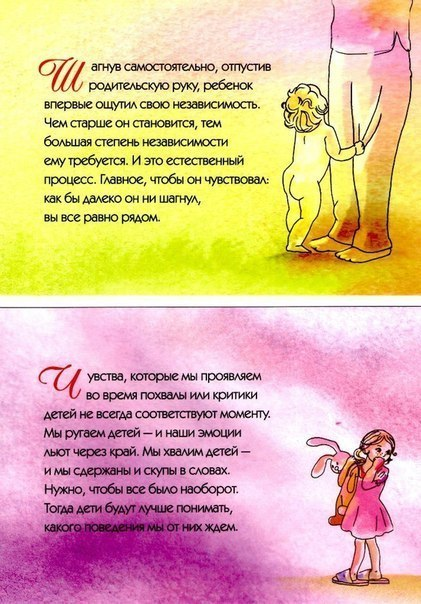 Шагнув самостоятельно, отпустив
родительскую руку, ребенок
впервые ощутил свою независимость.
Чем старше он становится, тем
большая степень независимости
ему требуется. И это естественный
процесс. Главное, чтобы он чувствовал:
как бы далеко он ни шагнул,
вы все равно рядом.
Чувства, которые мы проявляем
во время похвалы или критики
детей не всегда соответствуют моменту.
Мы ругаем детей — и наши эмоции
льют через край. Мы хвалим детей —
и мы сдержаны и скупы в словах.
Нужно, чтобы все было наоборот.
Тогда дети будут лучше понимать,
какого поведения мы от них ждем.